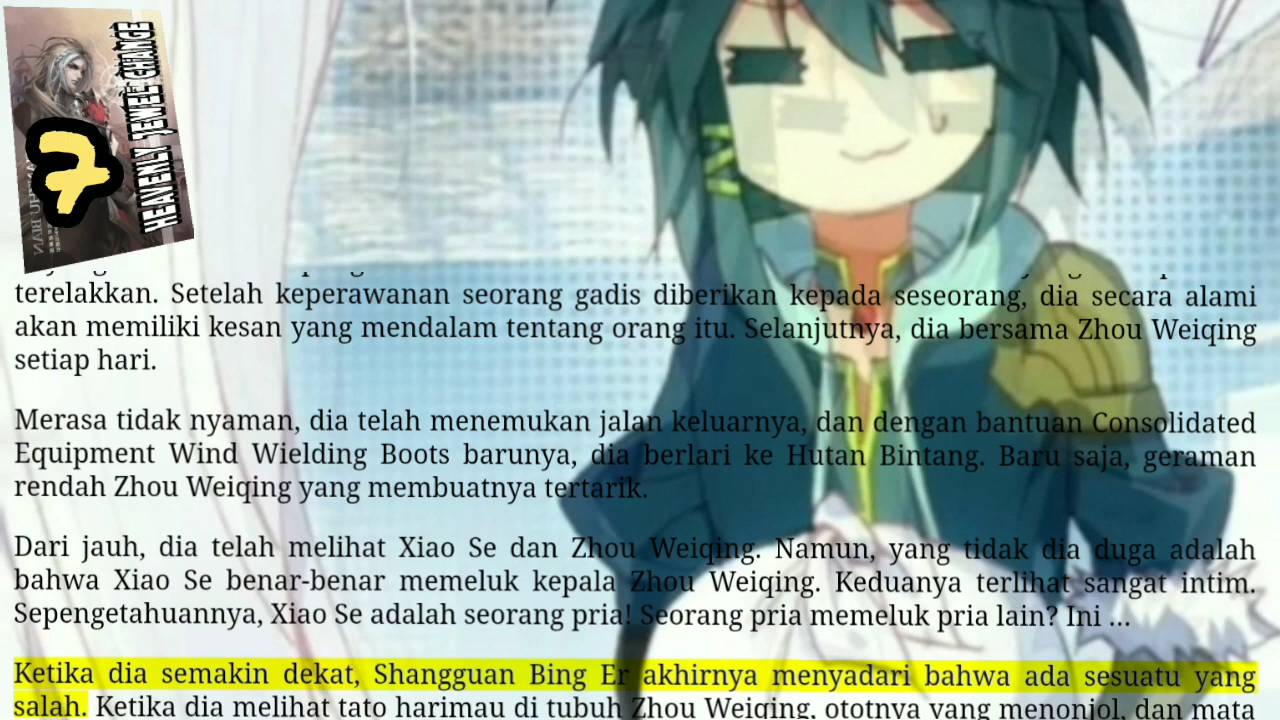 HEAVENLY JEWEL CHANGE
7
terelakkan. Setelah keperawanan seorang gadis diberikan kepada seseorang, dia secara alami
akan memiliki kesan yang mendalam tentang orang itu. Selanjutnya, dia bersama Zhou Weiqing
setiap hari.
Merasa tidak nyaman, dia telah menemukan jalan keluarnya, dan dengan bantuan Consolidated
Equipment Wind Wielding Boots barunya, dia berlari ke Hutan Bintang. Baru saja, geraman
rendah Zhou Weiqing yang membuatnya tertarik.
Dari jauh, dia telah melihat Xiao Se dan Zhou Weiqing. Namun, yang tidak dia duga adalah
bahwa Xiao Se benar-benar memeluk kepala Zhou Weiqing. Keduanya terlihat sangat intim.
Sepengetahuannya, Xiao Se adalah seorang pria! Seorang pria memeluk pria lain? Ini ...
Ketika dia semakin dekat, Shangguan Bing Er akhirnya menyadari bahwa ada sesuatu yang
salah. Ketika dia melihat tato harimau di tubuh Zhou Weiqing, ototnya yang menonjol, dan mata